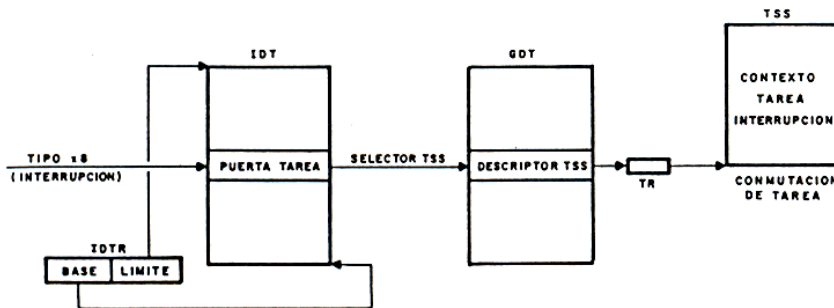 IDT
GDT
TSS
CONTEXTO
TAREA
INTERRUPCION
TIPO x8
(INTERRUPCION)
PUERTA TAREA
SELECTOR TSS
DESCRIPTOR TSS
TR
CONMUTACION
DE TAREA
IDTR
BASE
LIMITE